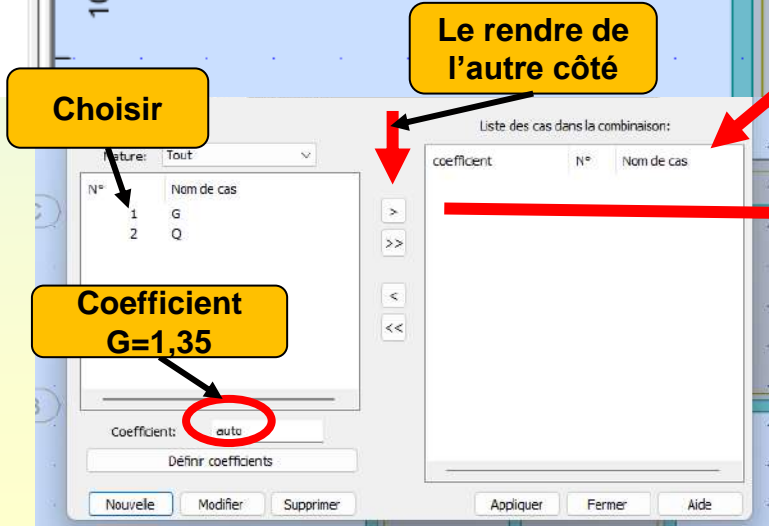 10
Le rendre de
l'autre côté
Choisir
Liste des cas dans la combinaison:
Nature: Tout
coefficient N° Nom de cas
N° Nom de cas
1 G
2 Q
>
>>
<
<<
Coefficient
G=1,35
Coefficient: auto
Définir coefficients
Nouvelle Modifier Supprimer Appliquer Fermer Aide